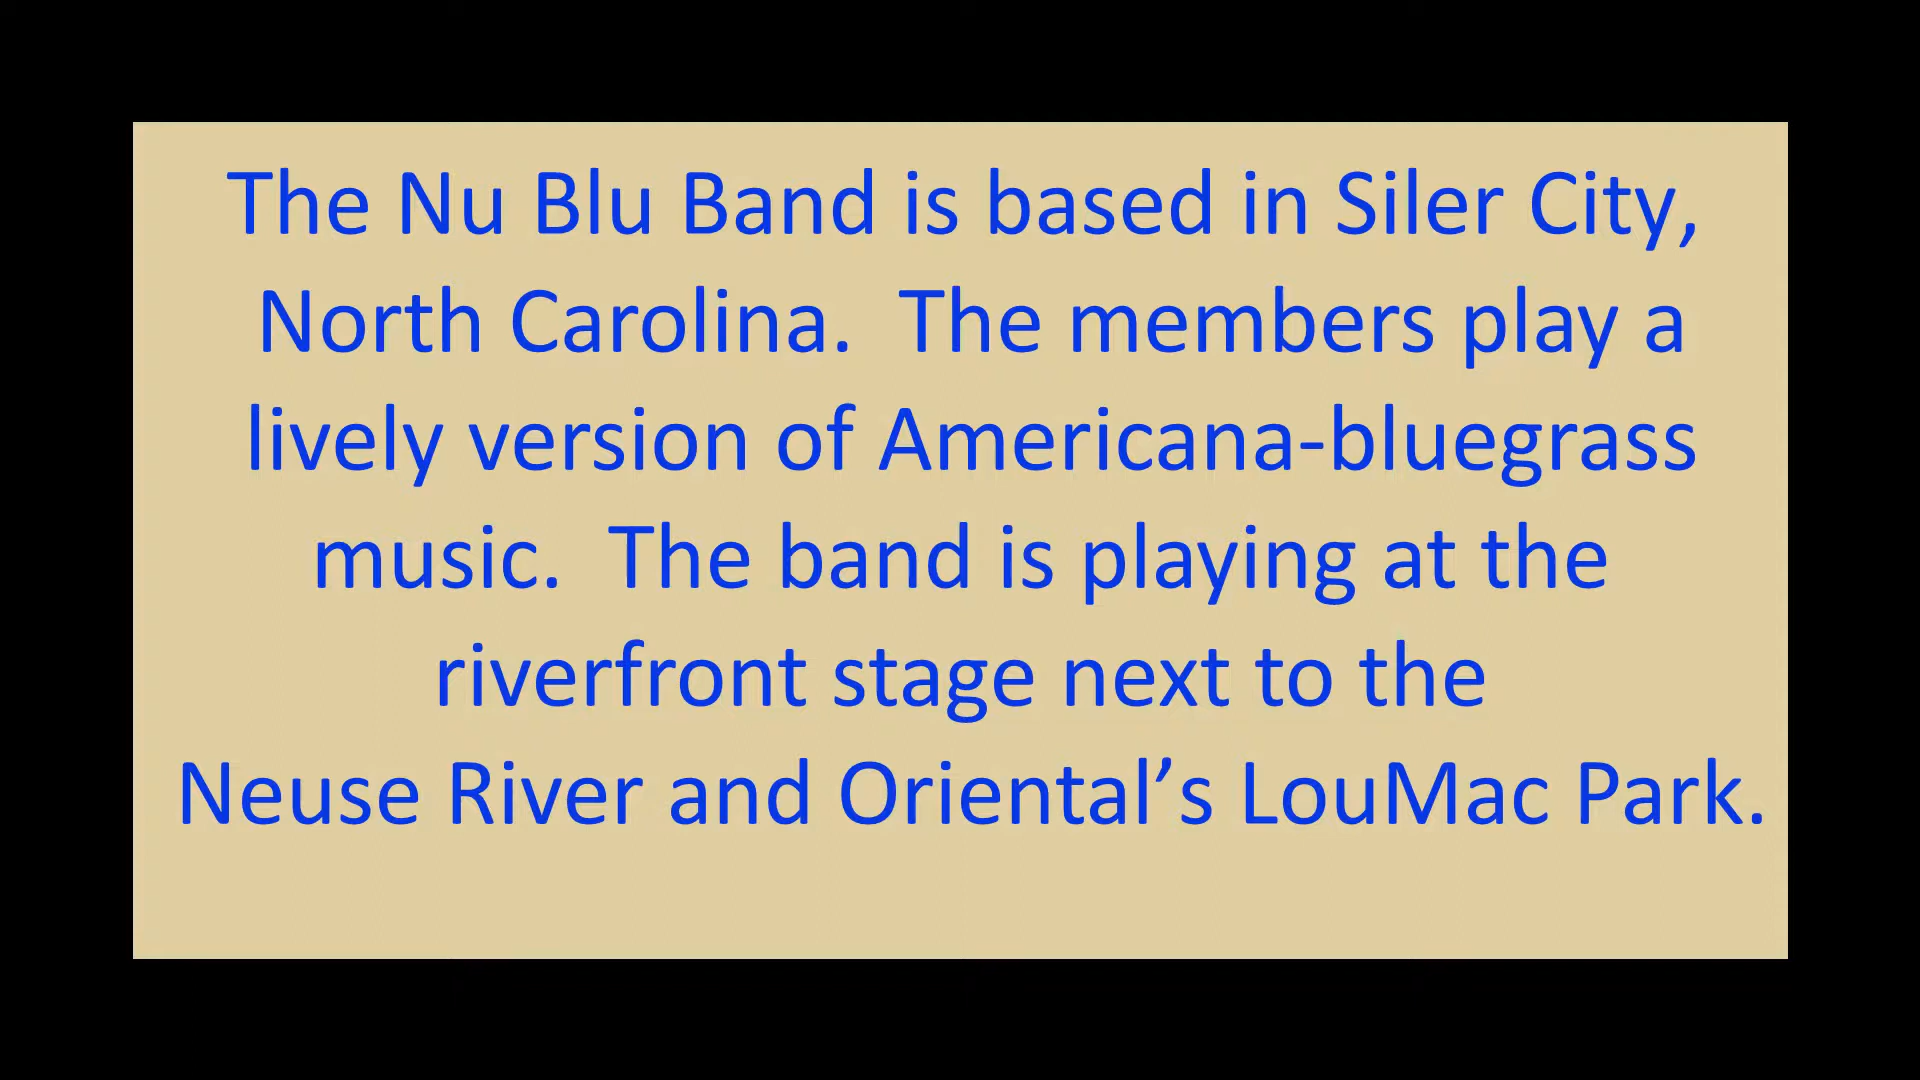 The Nu Blu Band is based in Siler City,
North Carolina.  The members play a
lively version of Americana-bluegrass
music.  The band is playing at the
riverfront stage next to the
Neuse River and Oriental’s LouMac Park.